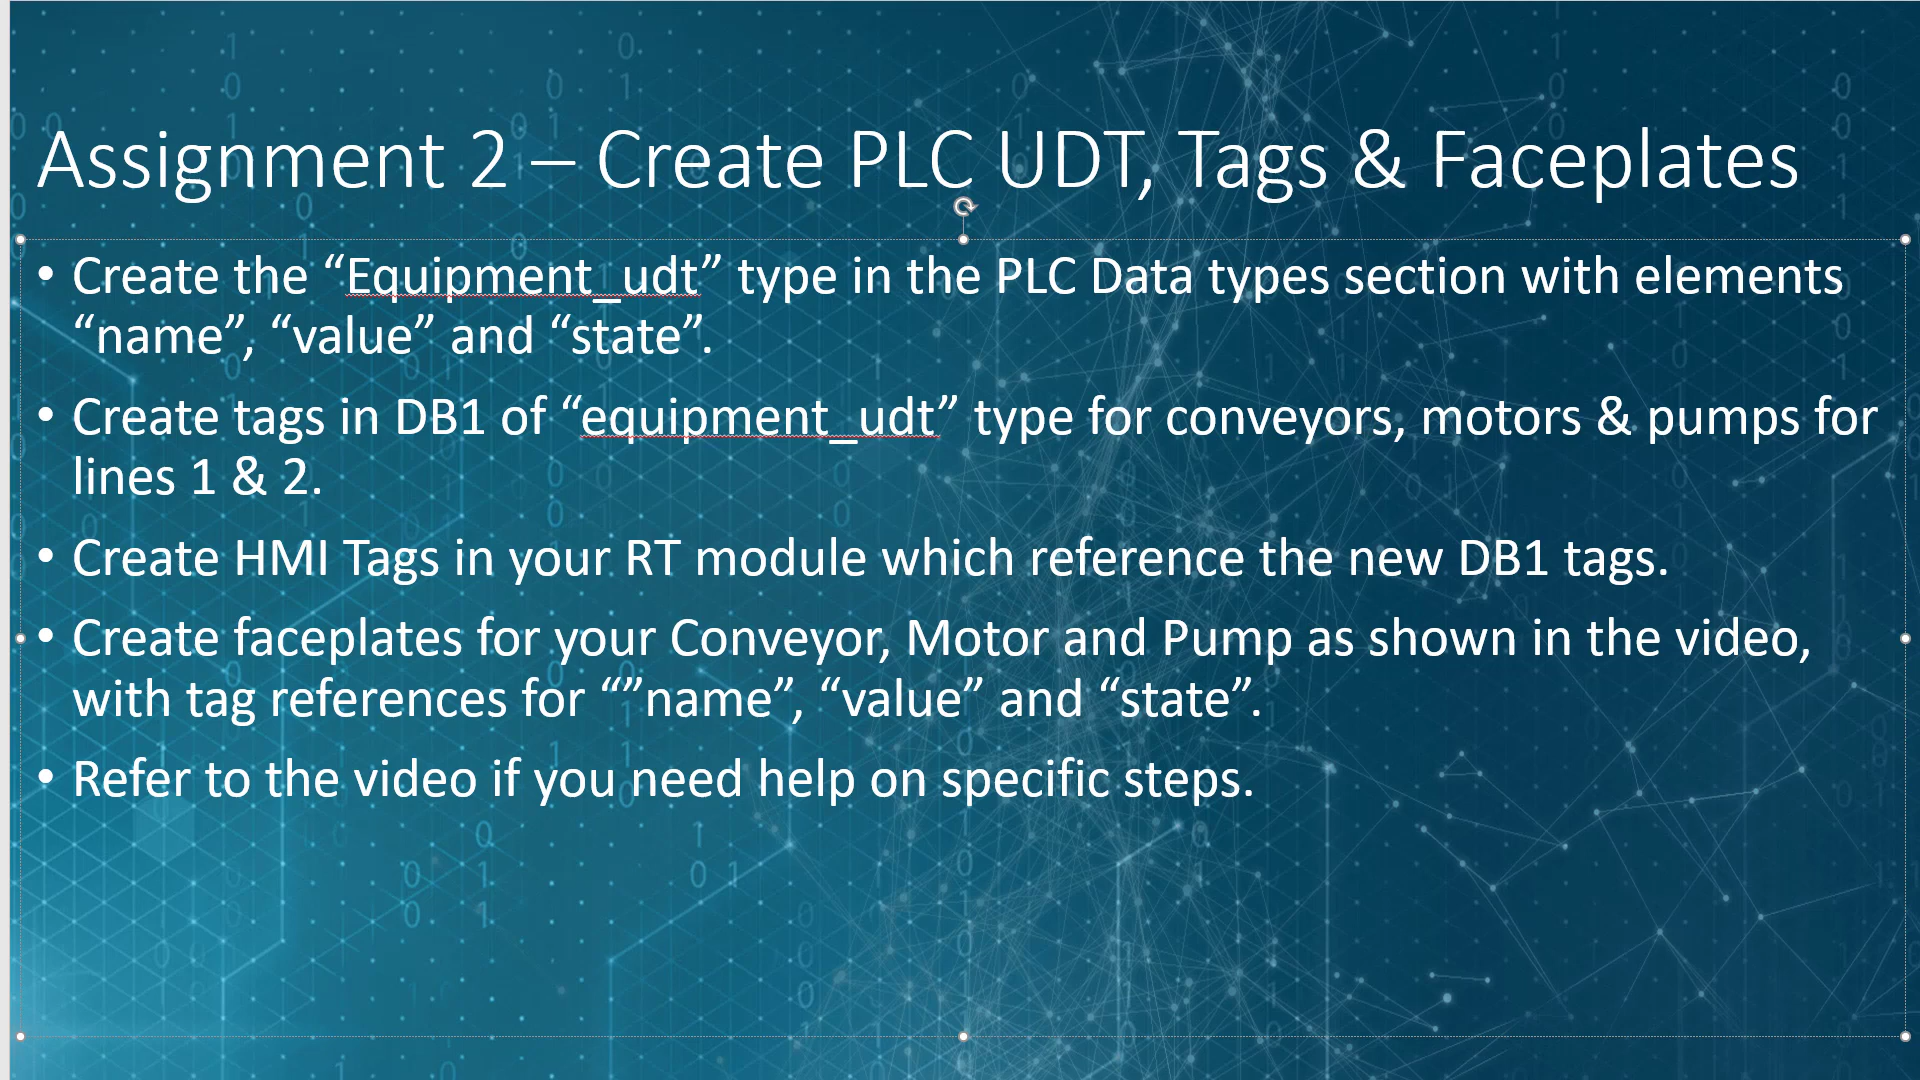 Assignment 2 – Create PLC UDT, Tags & Faceplates
• Create the “Equipment_udt” type in the PLC Data types section with elements
“name”, “value” and “state”.
• Create tags in DB1 of “equipment_udt” type for conveyors, motors & pumps for
lines 1 & 2.
• Create HMI Tags in your RT module which reference the new DB1 tags.
• Create faceplates for your Conveyor, Motor and Pump as shown in the video,
with tag references for “”name”, “value” and “state”.
• Refer to the video if you need help on specific steps.